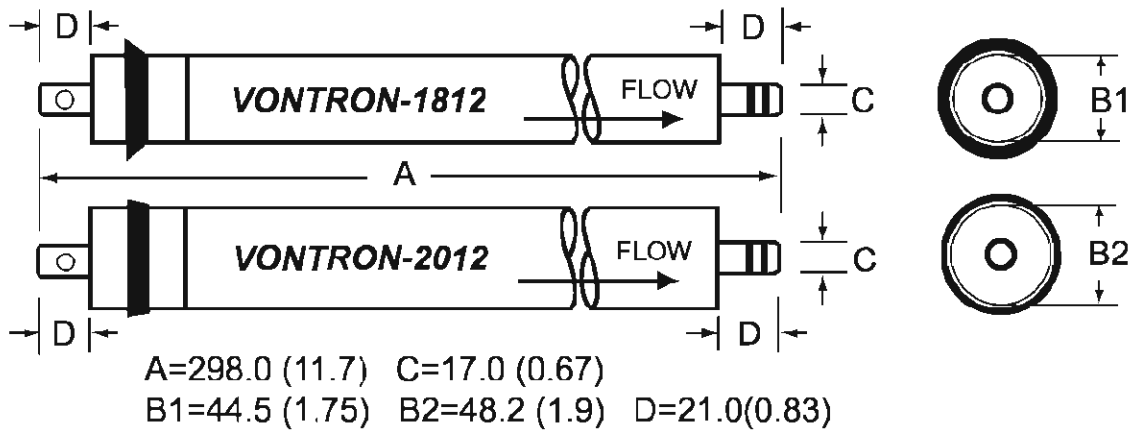 D D
VONTRON-1812 FLOW C B1
A
VONTRON-2012 FLOW C B2
D D
A=298.0 (11.7) C=17.0 (0.67)
B1=44.5 (1.75) B2=48.2 (1.9) D=21.0(0.83)